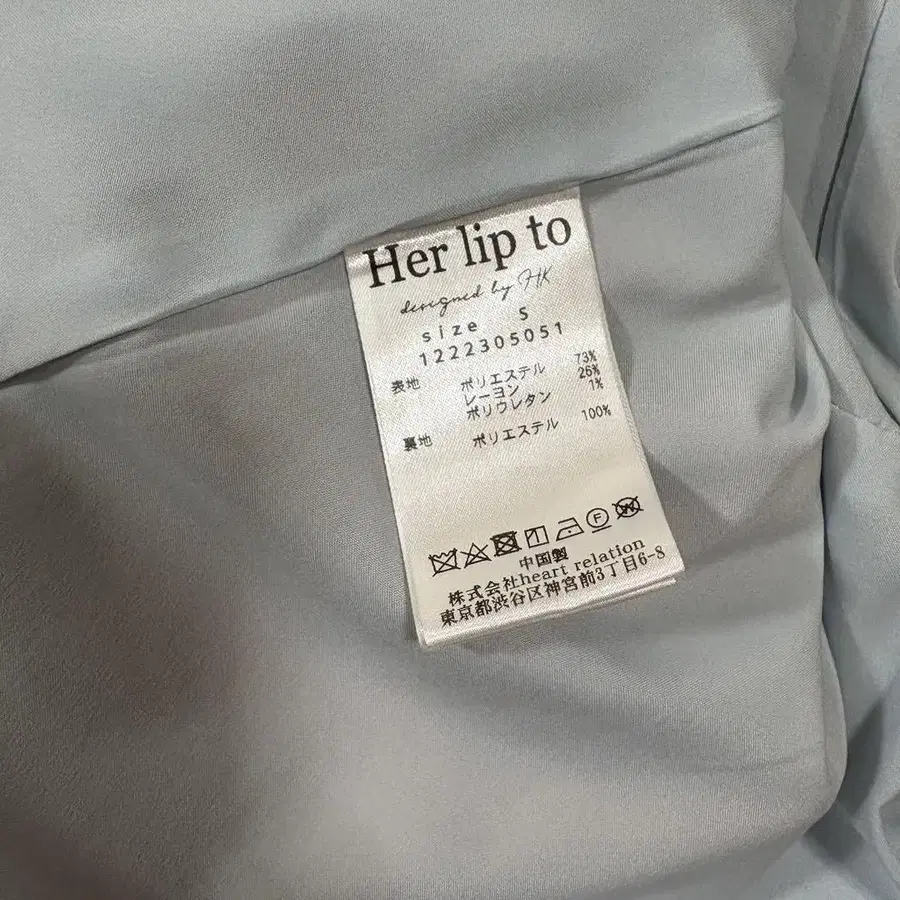 Her lip to
designed by HK
size S
1222305051
表地 ポリエステル 73%
レーヨン 26%
ポリウレタン 1%
裏地 ポリエステル 100%
中国製
株式会社heart relation
東京都渋谷区神宮前3丁目6-8